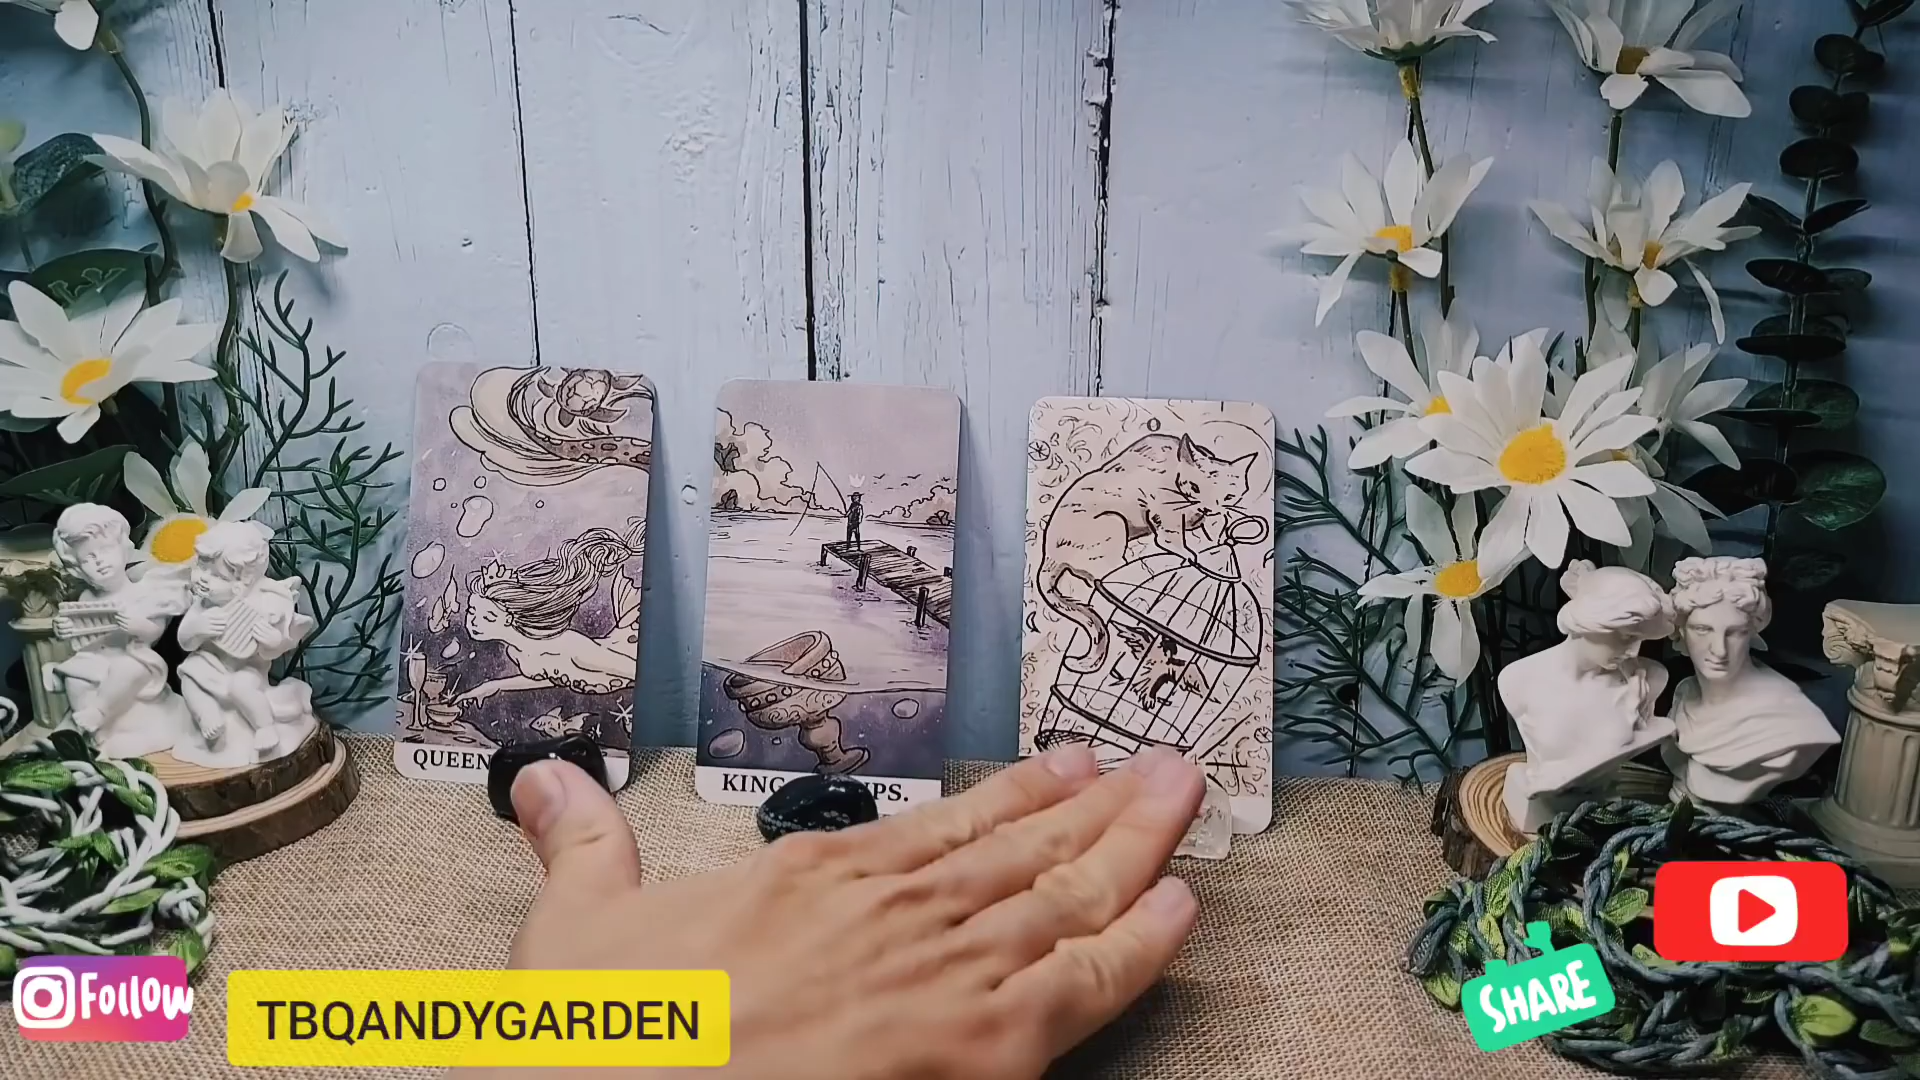 0
QUEEN
KING
PS.
Follow
TBQANDYGARDEN
SHARE